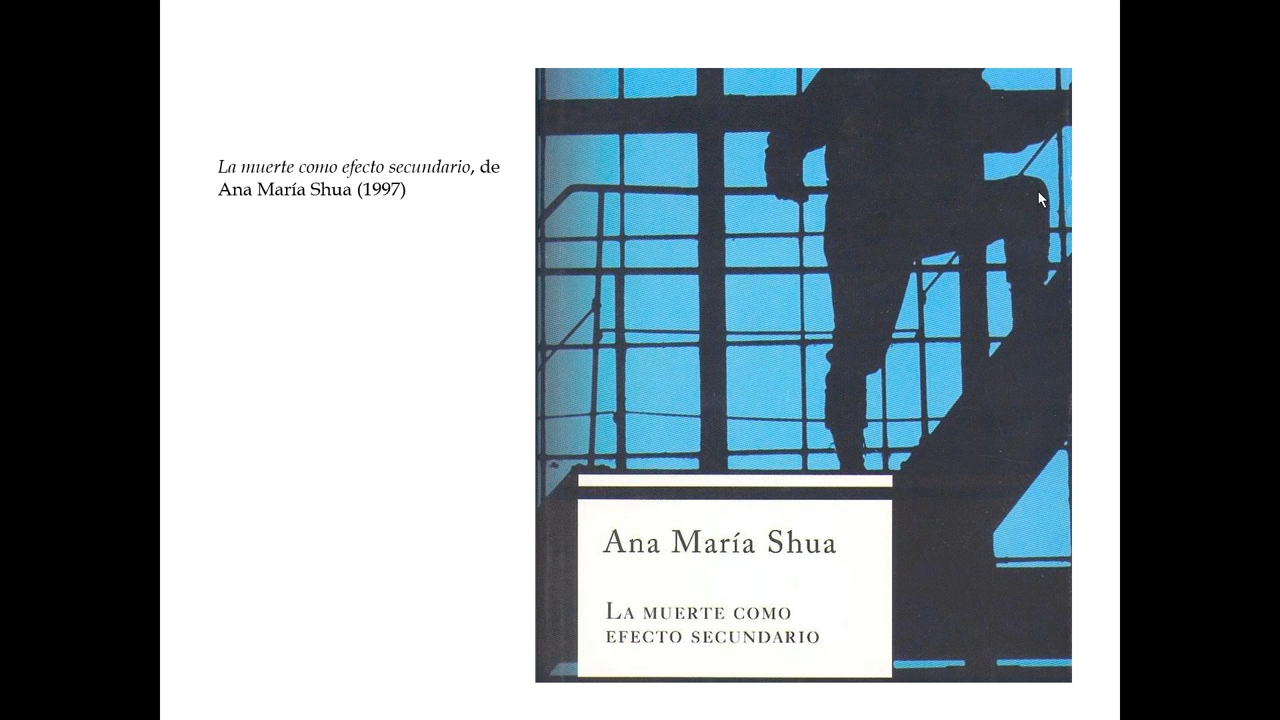 La muerte como efecto secundario, de
Ana María Shua (1997)
Ana María Shua
LA MUERTE COMO
EFECTO SECUNDARIO